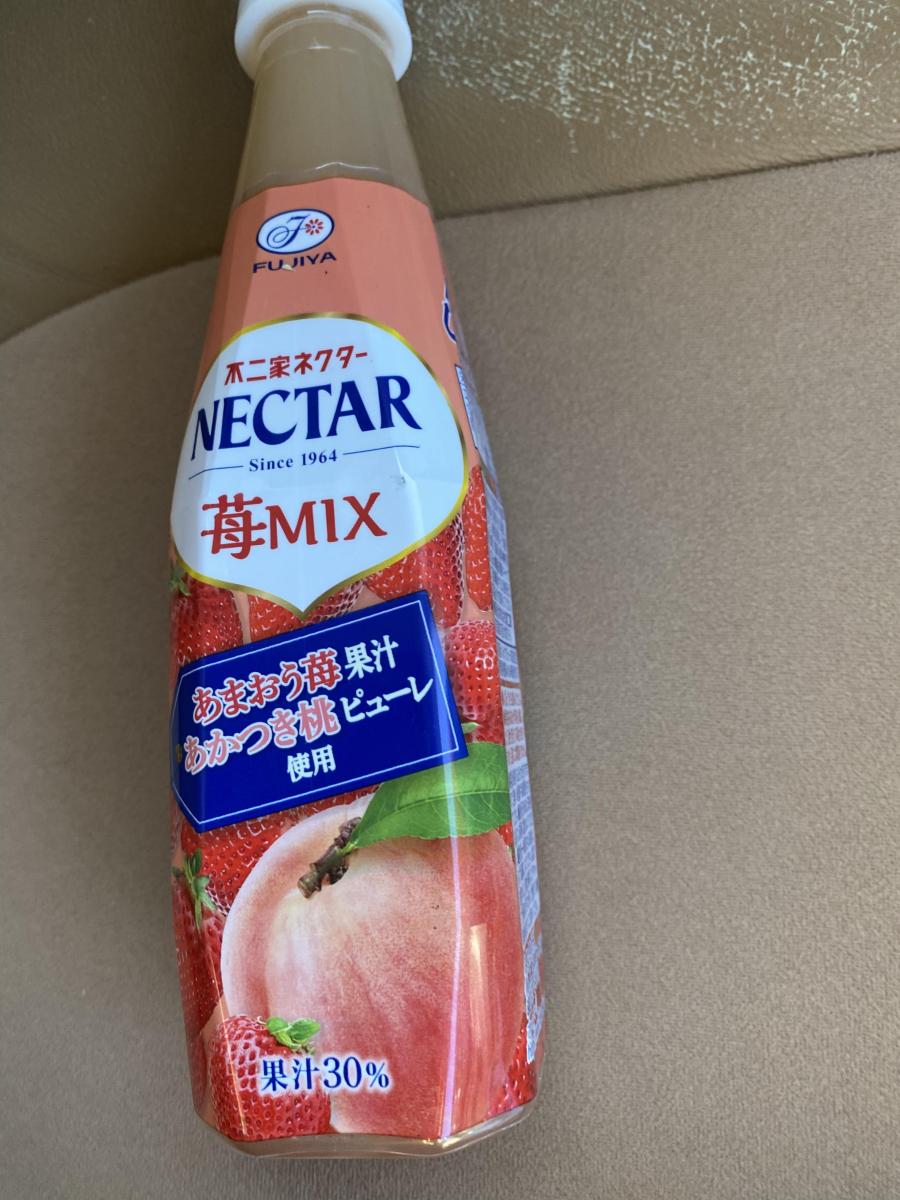 FUJIYA
不二家ネクター
NECTAR
Since 1964
苺MIX
あまおう苺果汁
あかつき桃ピューレ
使用
果汁30%